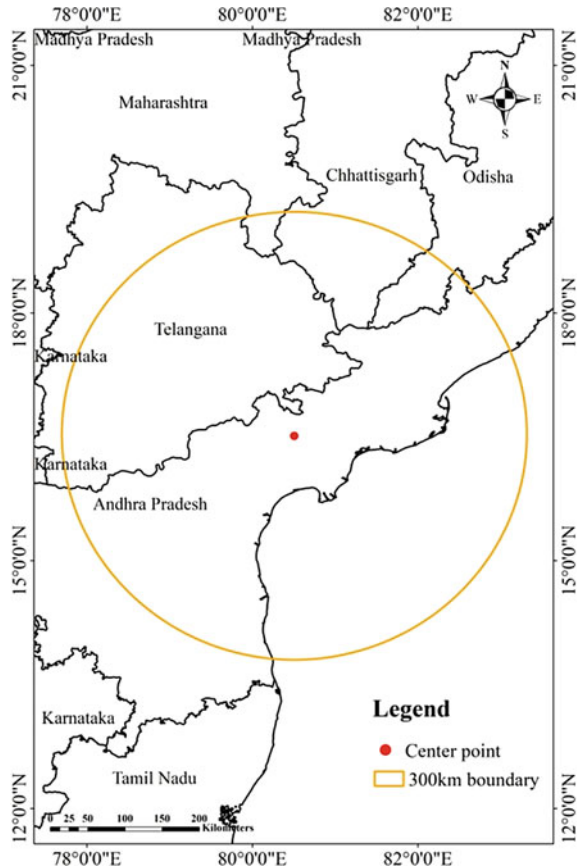 78°0'0"E 80°0'0"E 82°0'0"E
Madhya Pradesh Madhya Pradesh
21°0'0"N 21°0'0"N
N
W E
S
Maharashtra
Chhattisgarh
Odisha
18°0'0"N 18°0'0"N
Telangana
Karnataka
Karnataka
Andhra Pradesh
15°0'0"N 15°0'0"N
Karnataka
Tamil Nadu
Legend
Center point
300km boundary
0 25 50 100 150 200
Kilometers
12°0'0"N 12°0'0"N
78°0'0"E 80°0'0"E 82°0'0"E